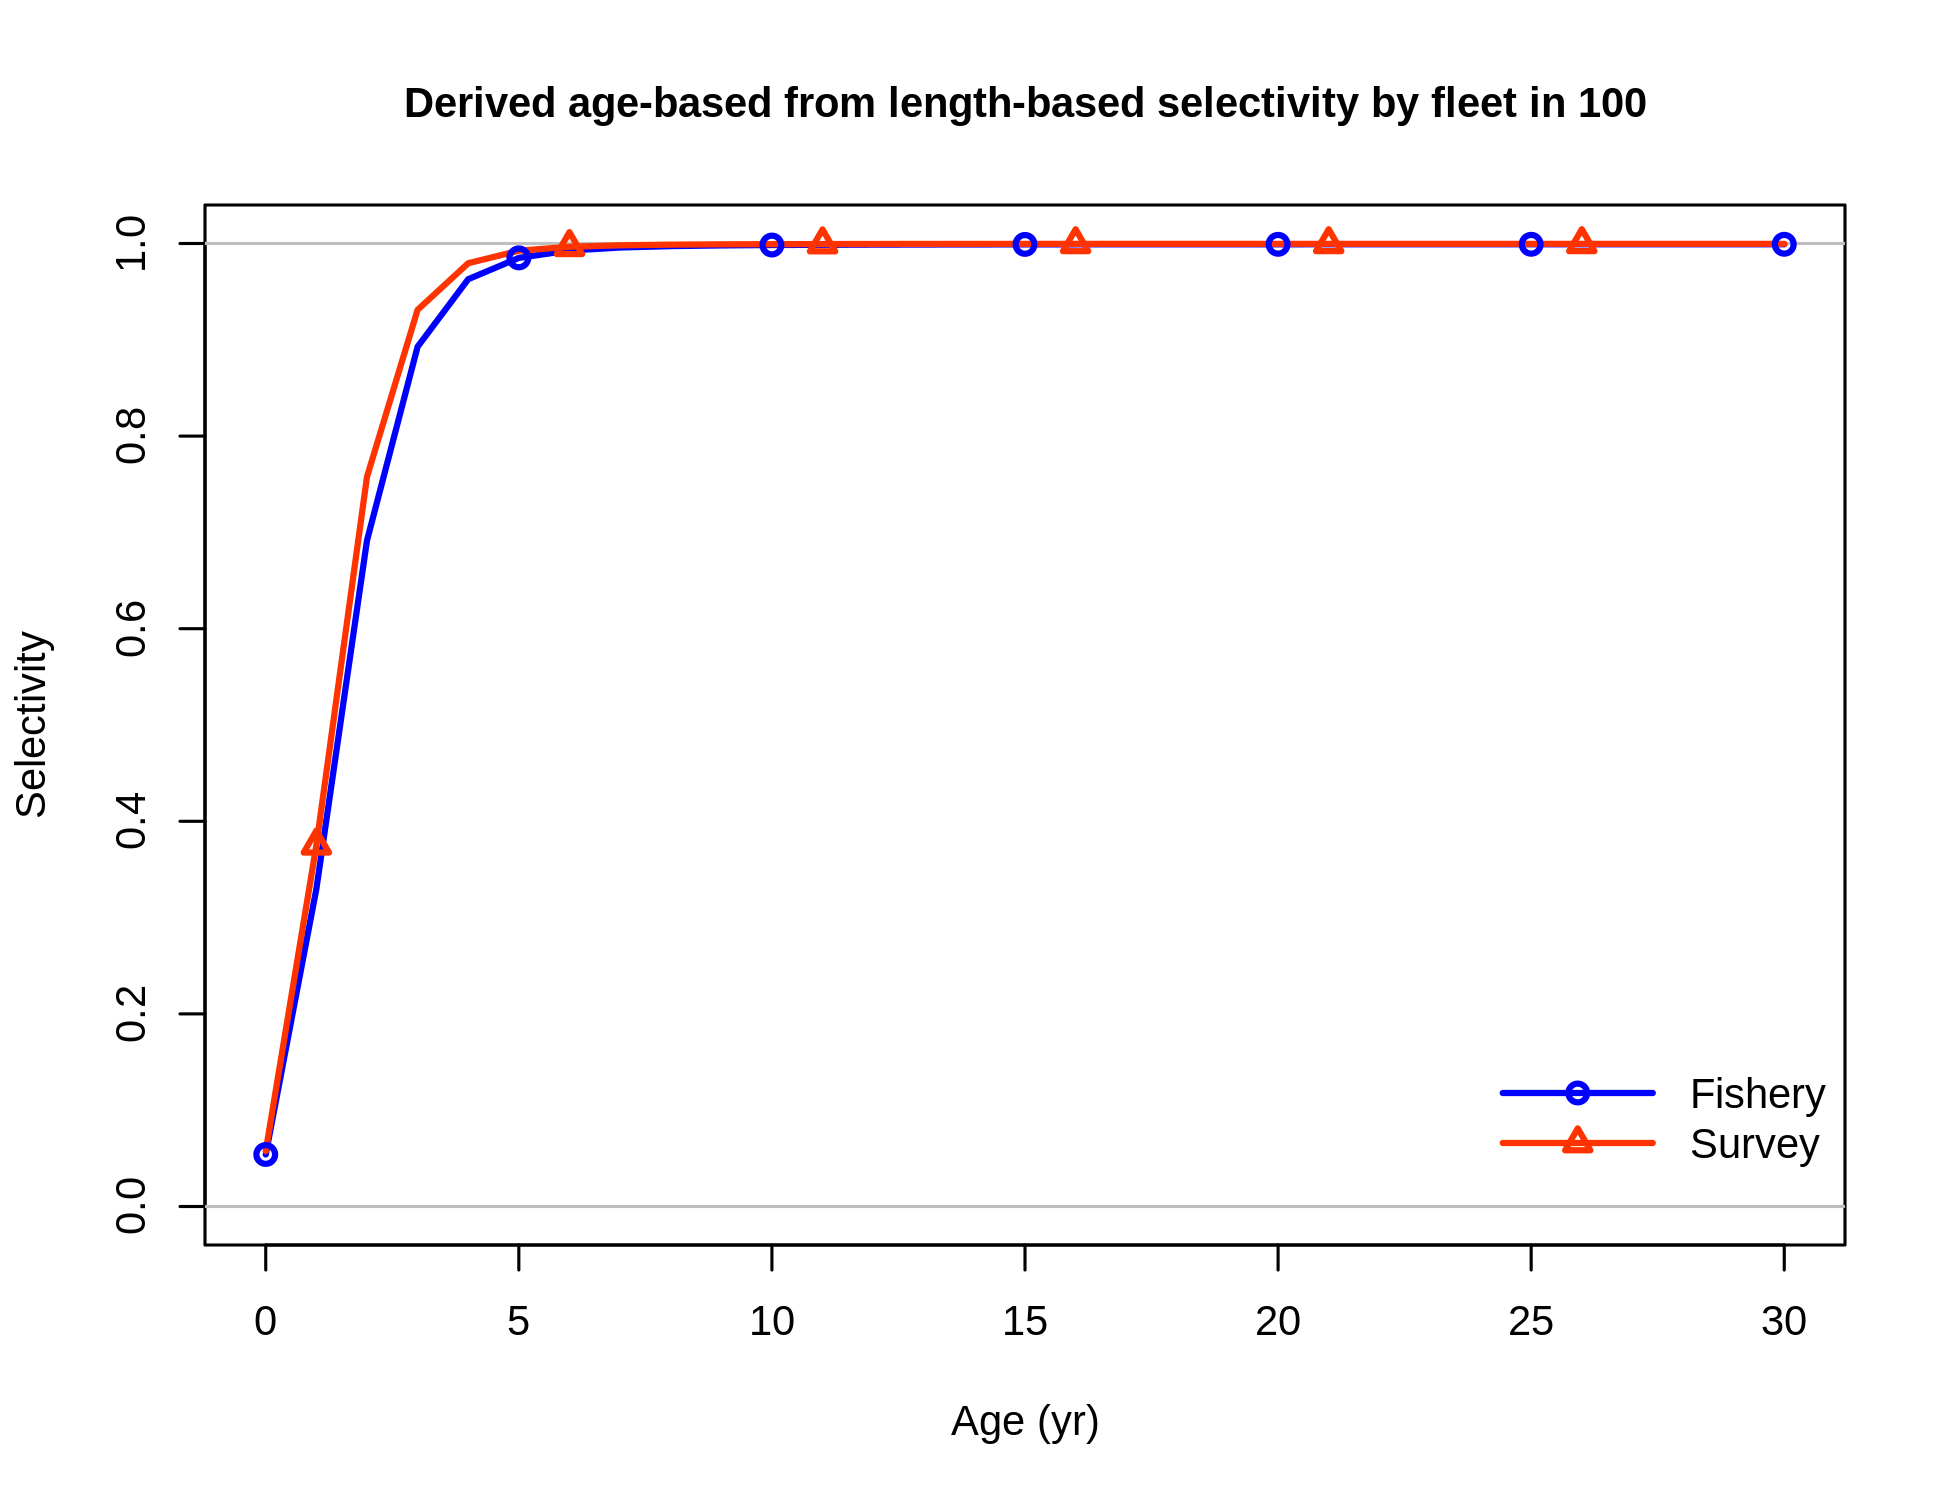 Derived age-based from length-based selectivity by fleet in 100
1.0
0.8
0.6
0.4
0.2
0.0
Selectivity
Fishery
Survey
0 5 10 15 20 25 30
Age (yr)